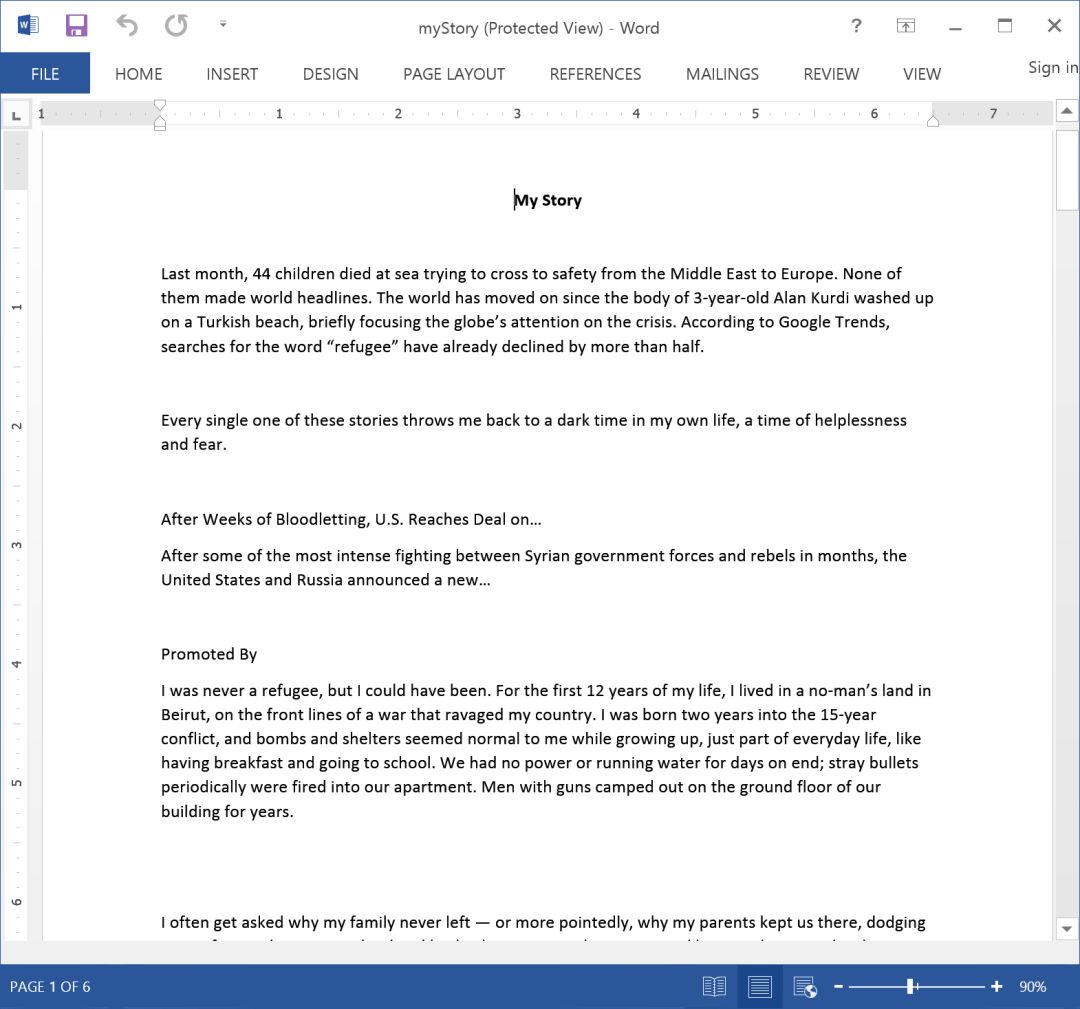 myStory (Protected View) - Word
?
FILE HOME INSERT DESIGN PAGE LAYOUT REFERENCES MAILINGS REVIEW VIEW Sign in
L 1 1 2 3 4 5 6 7
My Story
Last month, 44 children died at sea trying to cross to safety from the Middle East to Europe. None of
them made world headlines. The world has moved on since the body of 3-year-old Alan Kurdi washed up
1
on a Turkish beach, briefly focusing the globe’s attention on the crisis. According to Google Trends,
searches for the word “refugee” have already declined by more than half.
2
Every single one of these stories throws me back to a dark time in my own life, a time of helplessness
and fear.
After Weeks of Bloodletting, U.S. Reaches Deal on…
3
After some of the most intense fighting between Syrian government forces and rebels in months, the
United States and Russia announced a new…
Promoted By
4
I was never a refugee, but I could have been. For the first 12 years of my life, I lived in a no-man’s land in
Beirut, on the front lines of a war that ravaged my country. I was born two years into the 15-year
conflict, and bombs and shelters seemed normal to me while growing up, just part of everyday life, like
having breakfast and going to school. We had no power or running water for days on end; stray bullets
5
periodically were fired into our apartment. Men with guns camped out on the ground floor of our
building for years.
6
I often get asked why my family never left — or more pointedly, why my parents kept us there, dodging
PAGE 1 OF 6
90%